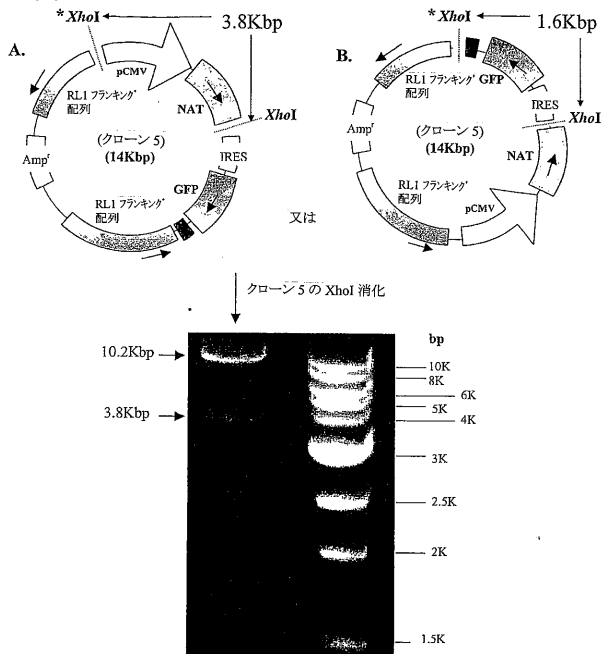 A.
* XhoI
3.8Kbp
pCMV
RL1 フランキング
配列
NAT
XhoI
(クローン 5)
(14Kbp)
Ampʳ
IRES
GFP
RL1 フランキング
配列
又は
B.
* XhoI
1.6Kbp
GFP
RL1 フランキング
配列
IRES
XhoI
Ampʳ
(クローン 5)
(14Kbp)
NAT
RL1 フランキング
配列
pCMV
クローン 5 の XhoI 消化
bp
10.2Kbp
10K
8K
6K
5K
3.8Kbp
4K
3K
2.5K
2K
1.5K